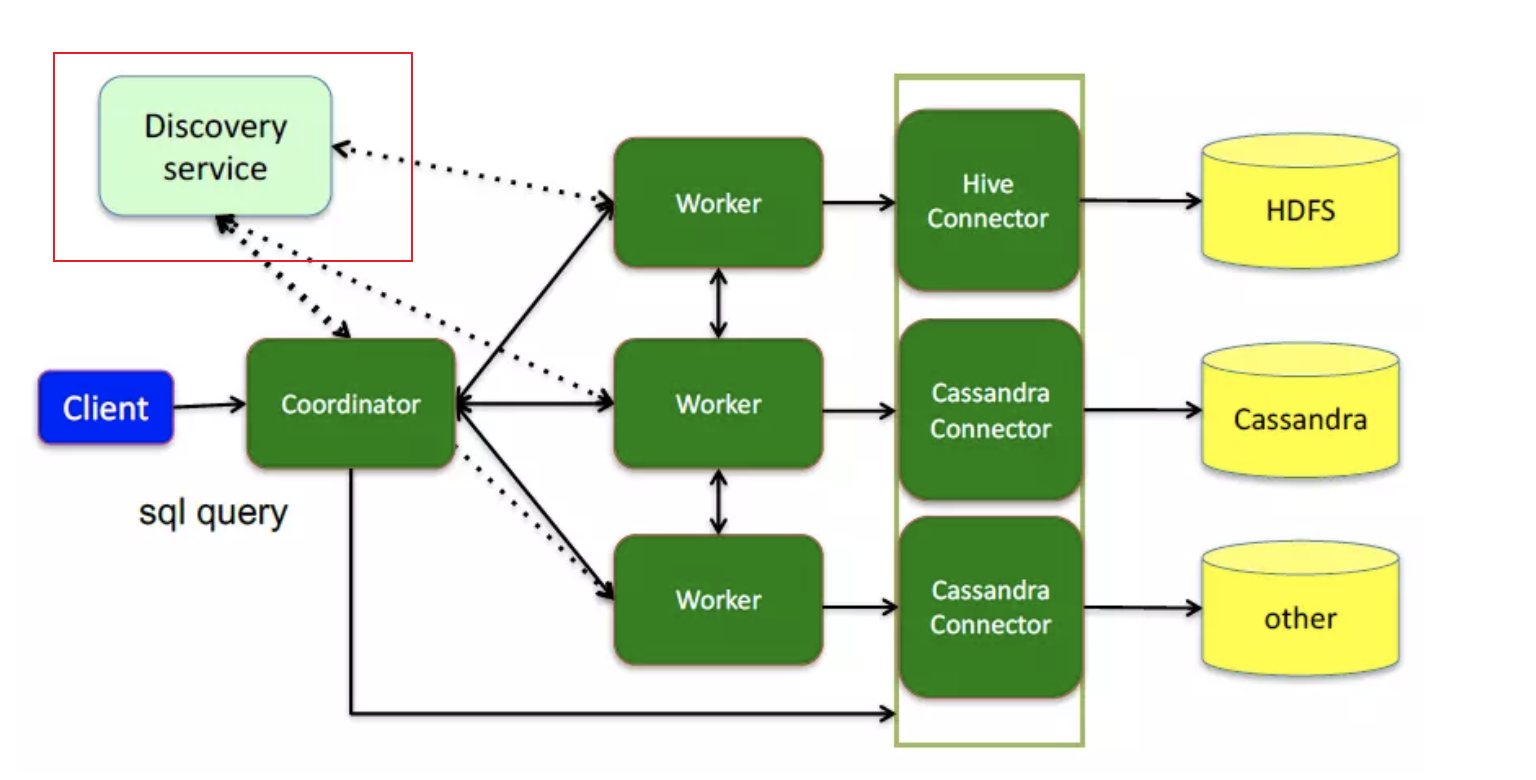 Discovery
service
Worker
Hive
Connector
HDFS
Client
Coordinator
Worker
Cassandra
Connector
Cassandra
sql query
Worker
Cassandra
Connector
other